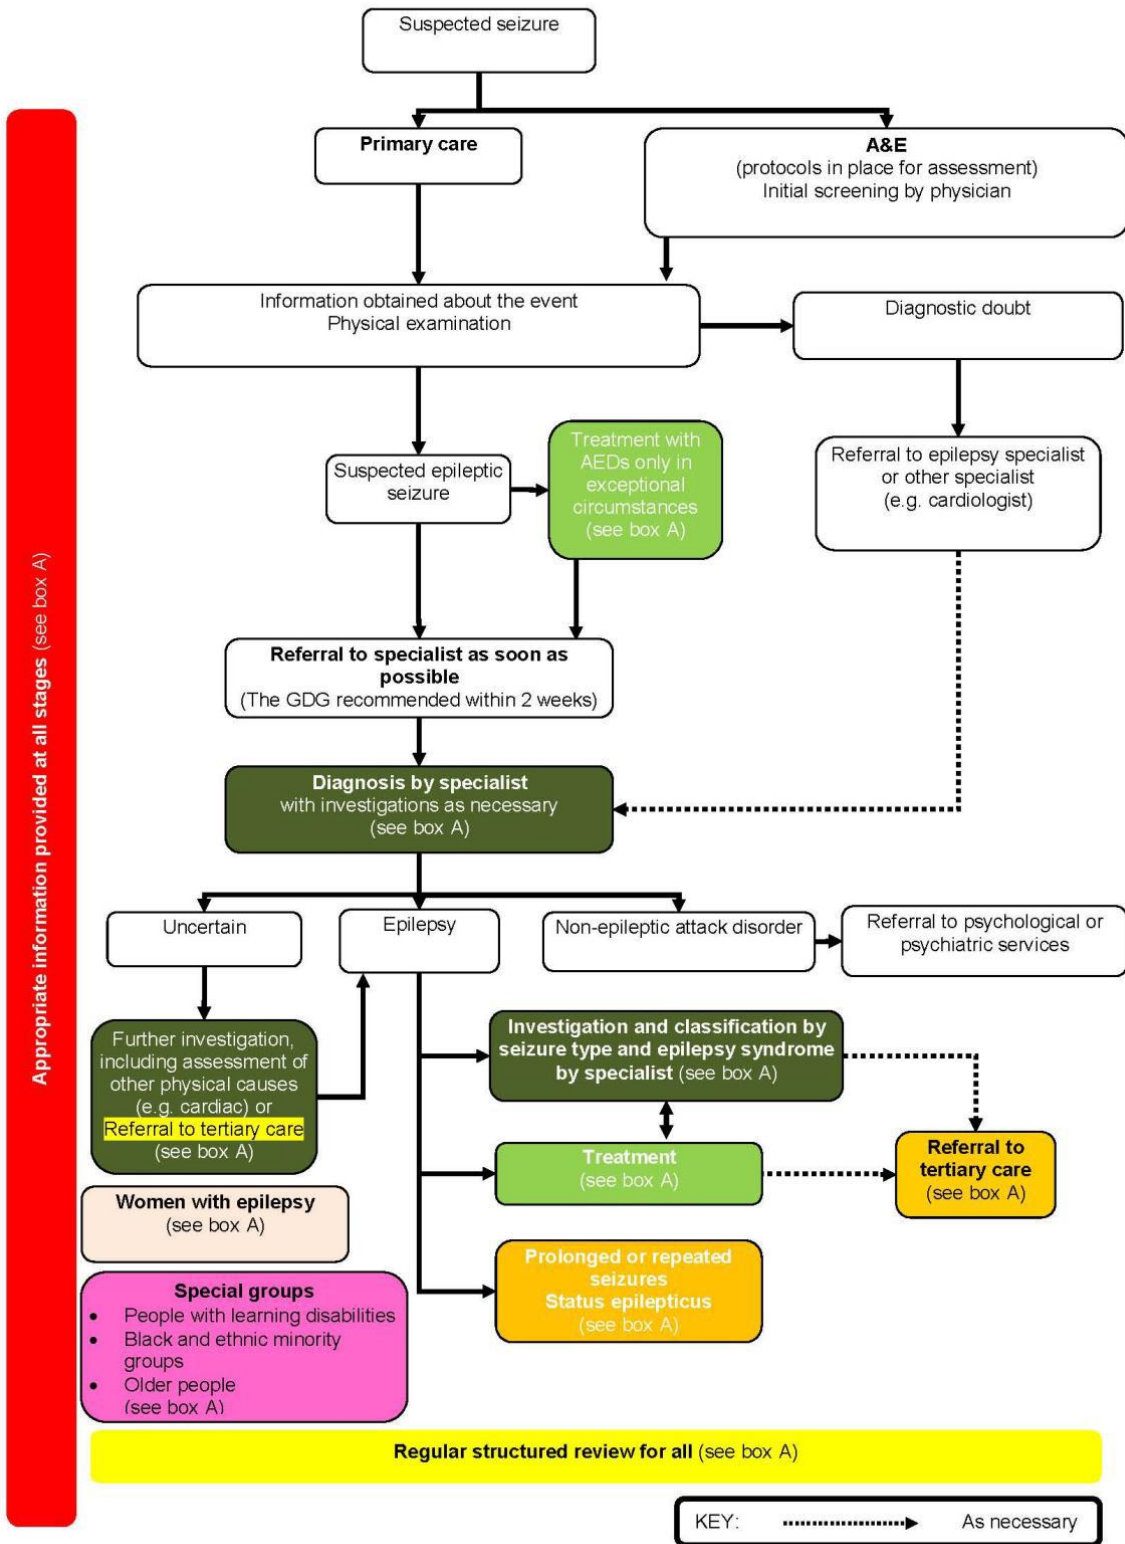 Suspected seizure
Primary care
A&E
(protocols in place for assessment)
Initial screening by physician
Information obtained about the event
Physical examination
Diagnostic doubt
Suspected epileptic
seizure
Treatment with
AEDs only in
exceptional
circumstances
(see box A)
Referral to epilepsy specialist
or other specialist
(e.g. cardiologist)
Appropriate information provided at all stages (see box A)
Referral to specialist as soon as
possible
(The GDG recommended within 2 weeks)
Diagnosis by specialist
with investigations as necessary
(see box A)
Uncertain
Epilepsy
Non-epileptic attack disorder
Referral to psychological or
psychiatric services
Further investigation,
including assessment of
other physical causes
(e.g. cardiac) or
Referral to tertiary care
(see box A)
Investigation and classification by
seizure type and epilepsy syndrome
by specialist (see box A)
Treatment
(see box A)
Referral to
tertiary care
(see box A)
Women with epilepsy
(see box A)
Prolonged or repeated
seizures
Status epilepticus
(see box A)
Special groups
• People with learning disabilities
• Black and ethnic minority
groups
• Older people
(see box A)
Regular structured review for all (see box A)
KEY: As necessary